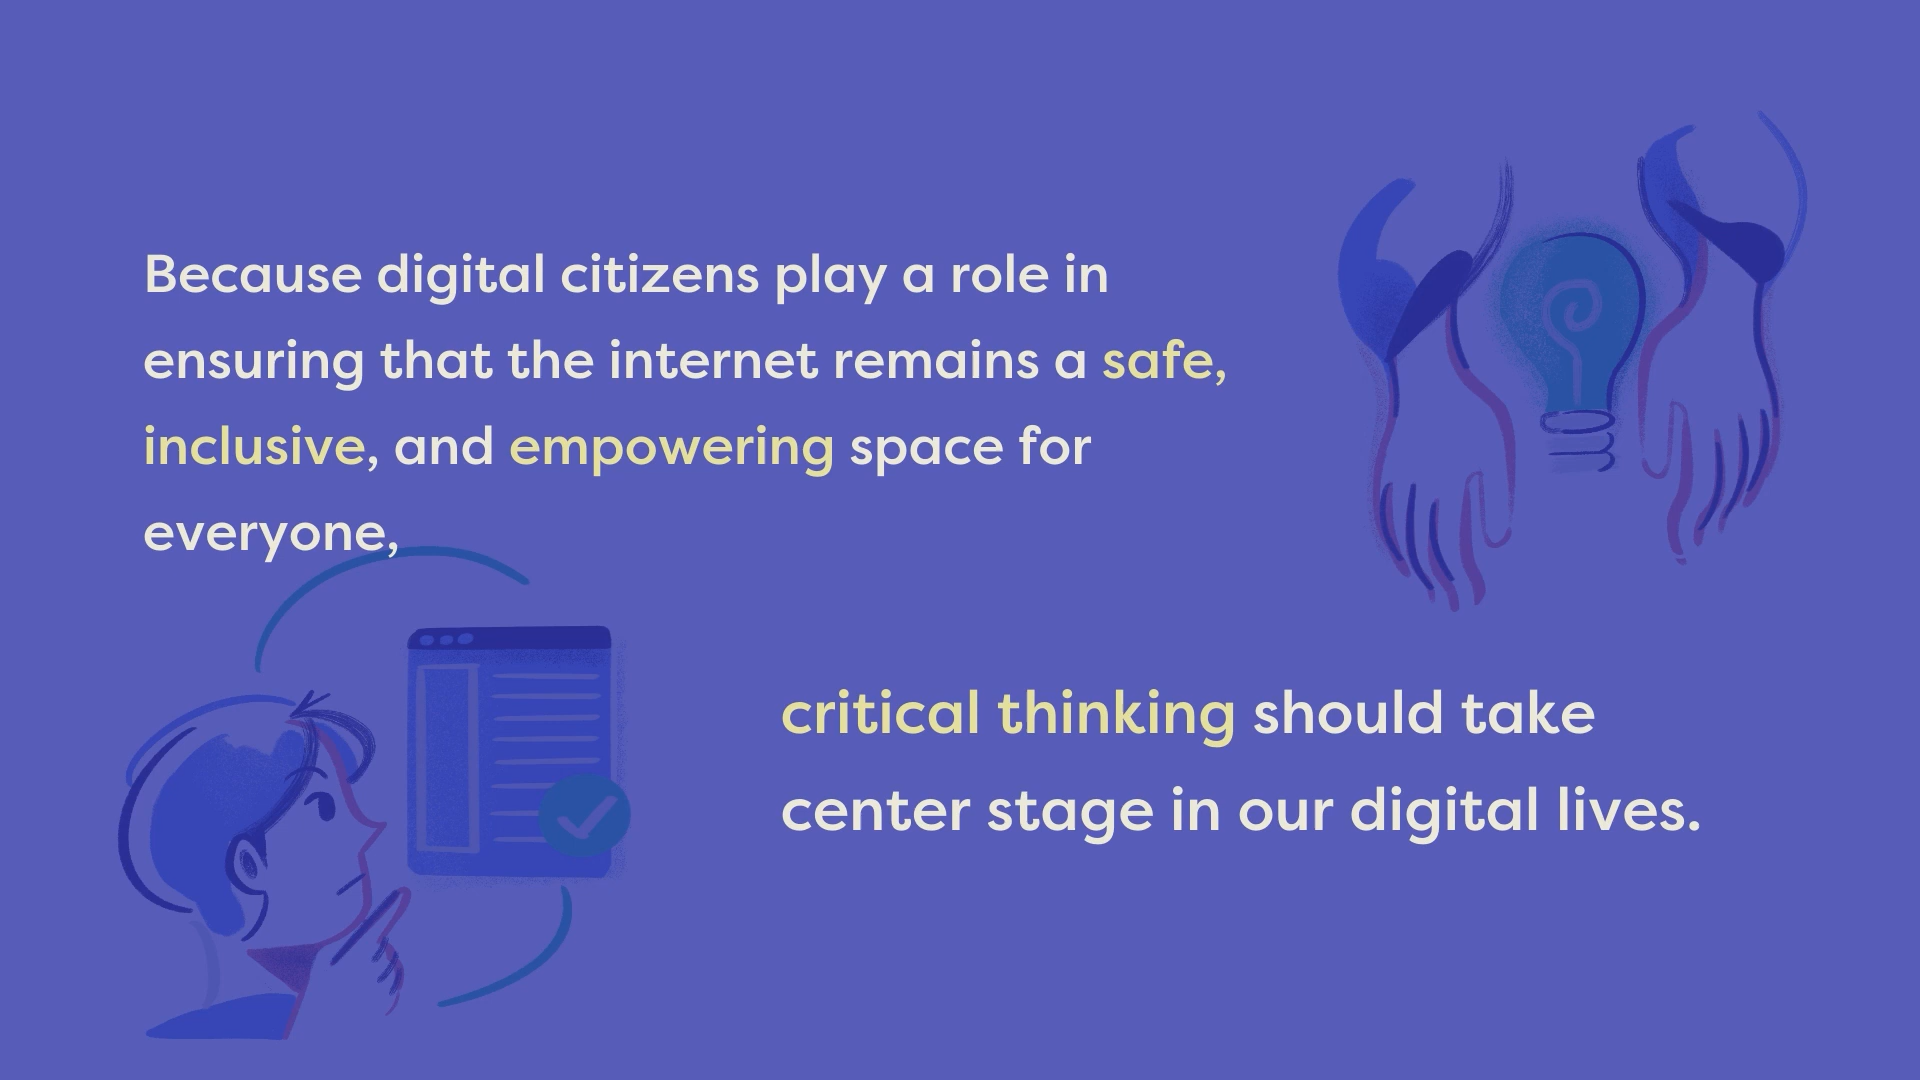 Because digital citizens play a role in
ensuring that the internet remains a safe,
inclusive, and empowering space for
everyone,
critical thinking should take
center stage in our digital lives.